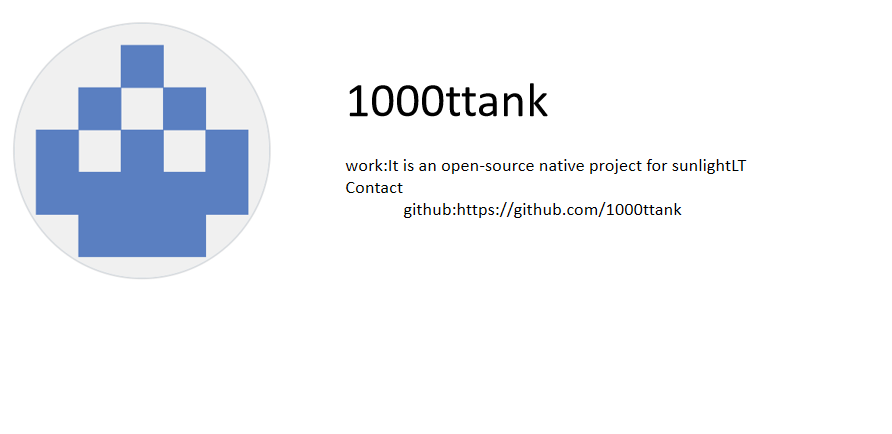 1000ttank
work:It is an open-source native project for sunlightLT
Contact
github:https://github.com/1000ttank